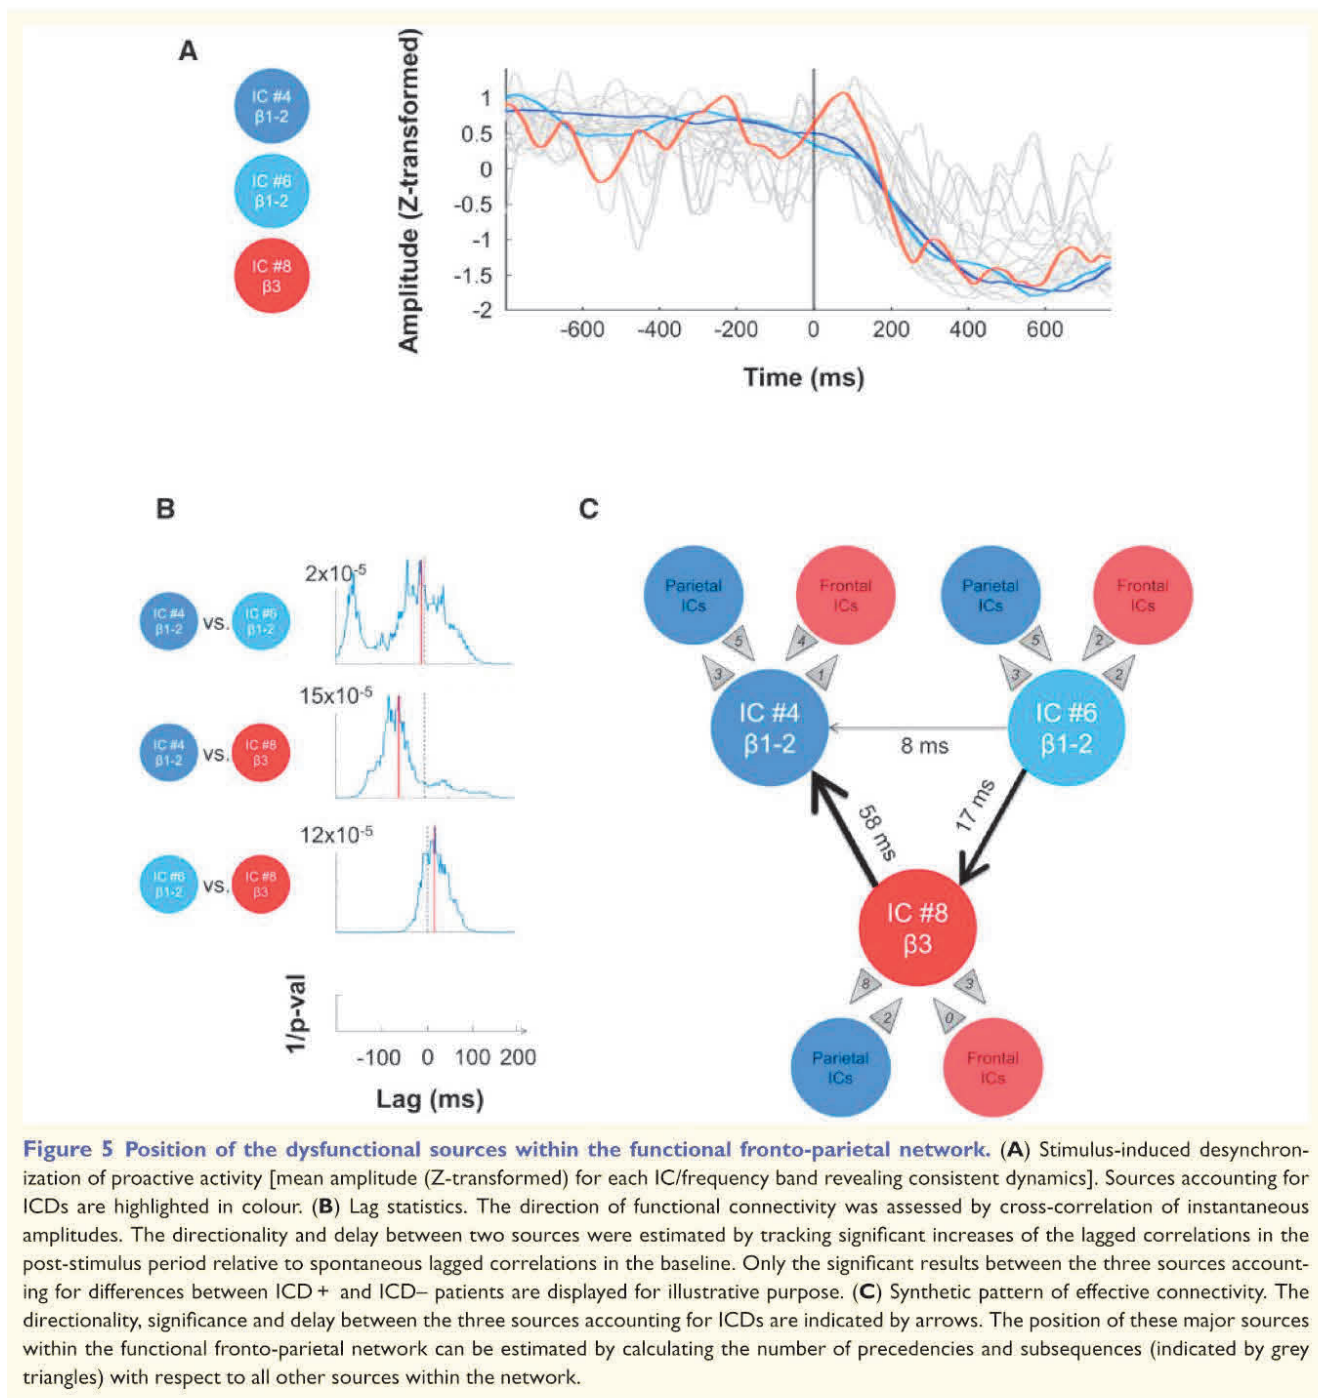 A
IC #4
β1-2
IC #6
β1-2
IC #8
β3
Amplitude (Z-transformed)
1
0.5
0
-0.5
-1
-1.5
-2
-600
-400
-200
0
200
400
600
Time (ms)
B
IC #4
β1-2
vs.
IC #6
β1-2
2x10-5
IC #4
β1-2
vs.
IC #8
β3
15x10-5
IC #6
β1-2
vs.
IC #8
β3
12x10-5
1/p-val
-100 0 100 200
Lag (ms)
C
Parietal
ICs
Frontal
ICs
Parietal
ICs
Frontal
ICs
5
4
3
1
5
2
3
2
IC #4
β1-2
IC #6
β1-2
8 ms
58 ms
17 ms
IC #8
β3
8
3
2
0
Parietal
ICs
Frontal
ICs
Figure 5 Position of the dysfunctional sources within the functional fronto-parietal network. (A) Stimulus-induced desynchron-
ization of proactive activity [mean amplitude (Z-transformed) for each IC/frequency band revealing consistent dynamics]. Sources accounting for
ICDs are highlighted in colour. (B) Lag statistics. The direction of functional connectivity was assessed by cross-correlation of instantaneous
amplitudes. The directionality and delay between two sources were estimated by tracking significant increases of the lagged correlations in the
post-stimulus period relative to spontaneous lagged correlations in the baseline. Only the significant results between the three sources account-
ing for differences between ICD+ and ICD– patients are displayed for illustrative purpose. (C) Synthetic pattern of effective connectivity. The
directionality, significance and delay between the three sources accounting for ICDs are indicated by arrows. The position of these major sources
within the functional fronto-parietal network can be estimated by calculating the number of precedencies and subsequences (indicated by grey
triangles) with respect to all other sources within the network.